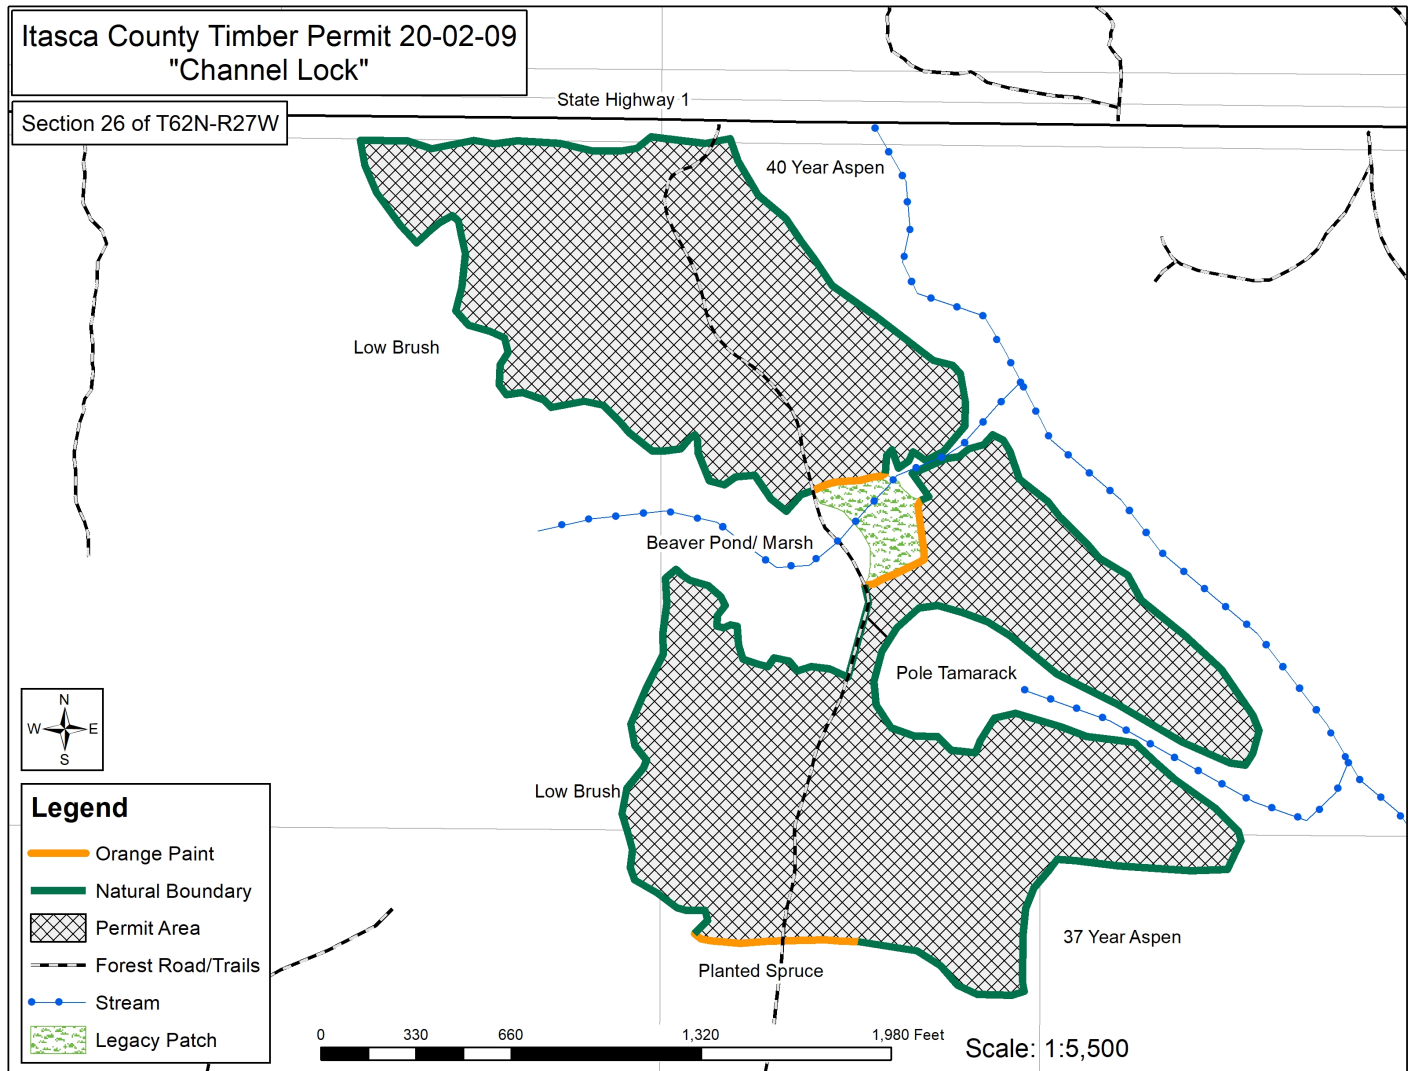 Itasca County Timber Permit 20-02-09
"Channel Lock"
Section 26 of T62N-R27W
State Highway 1
40 Year Aspen
Low Brush
Beaver Pond/ Marsh
Pole Tamarack
Low Brush
37 Year Aspen
Planted Spruce
N
W E
S
Legend
Orange Paint
Natural Boundary
Permit Area
Forest Road/Trails
Stream
Legacy Patch
0 330 660 1,320 1,980 Feet
Scale: 1:5,500